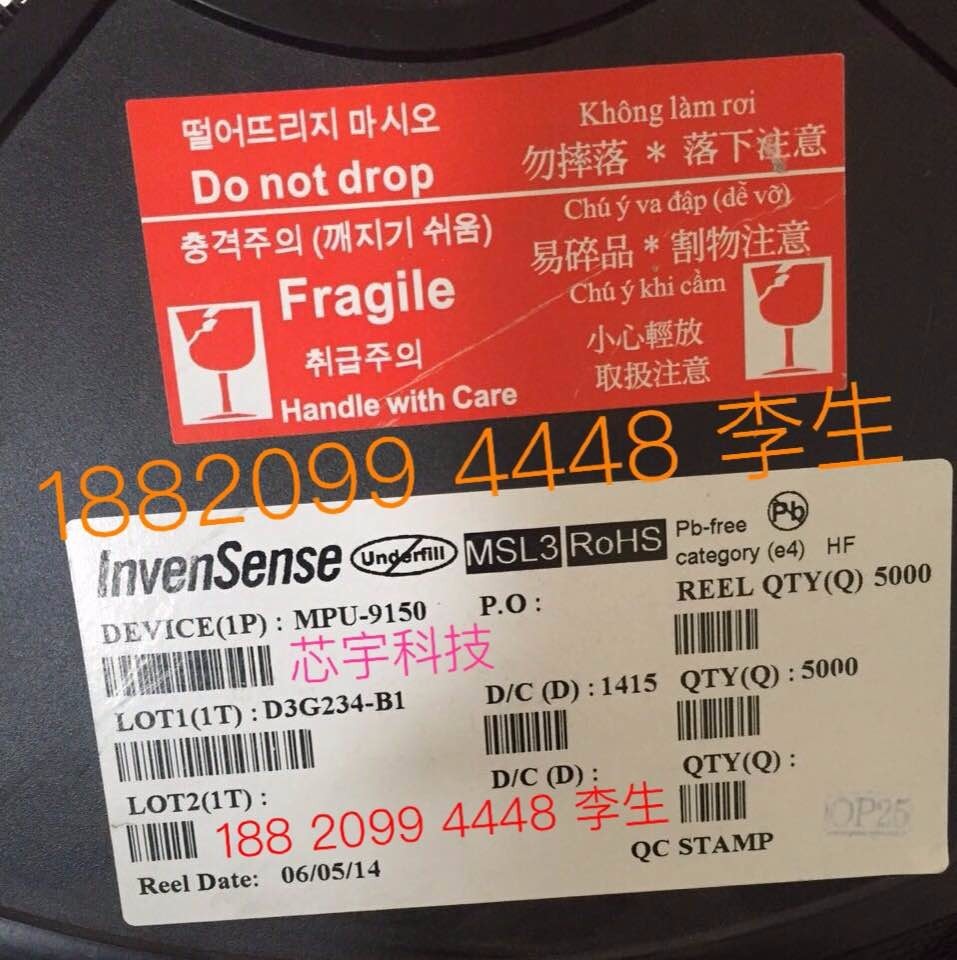 떨어뜨리지 마시오
Do not drop
Không làm rơi
勿摔落 * 落下注意
충격주의 (깨지기 쉬움)
Fragile
취급주의
Handle with Care
Chú ý va đập (dễ vỡ)
易碎品 * 割物注意
Chú ý khi cầm
小心輕放
取扱注意
1882099 4448 李生
InvenSense Underfill MSL3 RoHS Pb-free category (e4) HF Pb
DEVICE(1P) : MPU-9150 P.O : REEL QTY(Q) 5000
芯宇科技
LOT1(1T) : D3G234-B1 D/C (D) : 1415 QTY(Q) : 5000
LOT2(1T) : D/C (D) : QTY(Q) :
188 2099 4448 李生
Reel Date: 06/05/14 QC STAMP
OP25